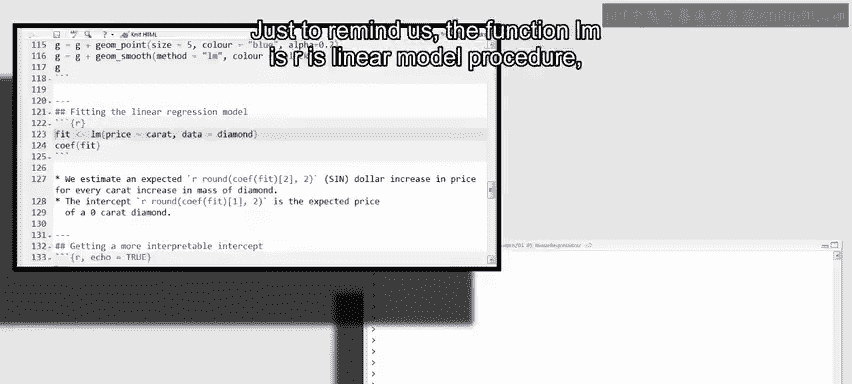 Just to remind us, the function lm
is r is linear model procedure,
Knit HTML
115 g = g + geom_point(size = 5, colour = "blue", alpha=0.2)
116 g = g + geom_smooth(method = "lm", colour
117 g
118 ```
119
120 ---
121 ## Fitting the linear regression model
122 ```{r}
123 fit <- lm(price ~ carat, data = diamond)
124 coef(fit)
125 ```
126
127 * We estimate an expected `r round(coef(fit)[2], 2)` (SIN) dollar increase in price
for every carat increase in mass of diamond.
128 * The intercept `r round(coef(fit)[1], 2)` is the expected price
129 of a 0 carat diamond.
130
131 ---
132 ## Getting a more interpretable intercept
133 ```{r, echo = TRUE}
>
>
>
>
>